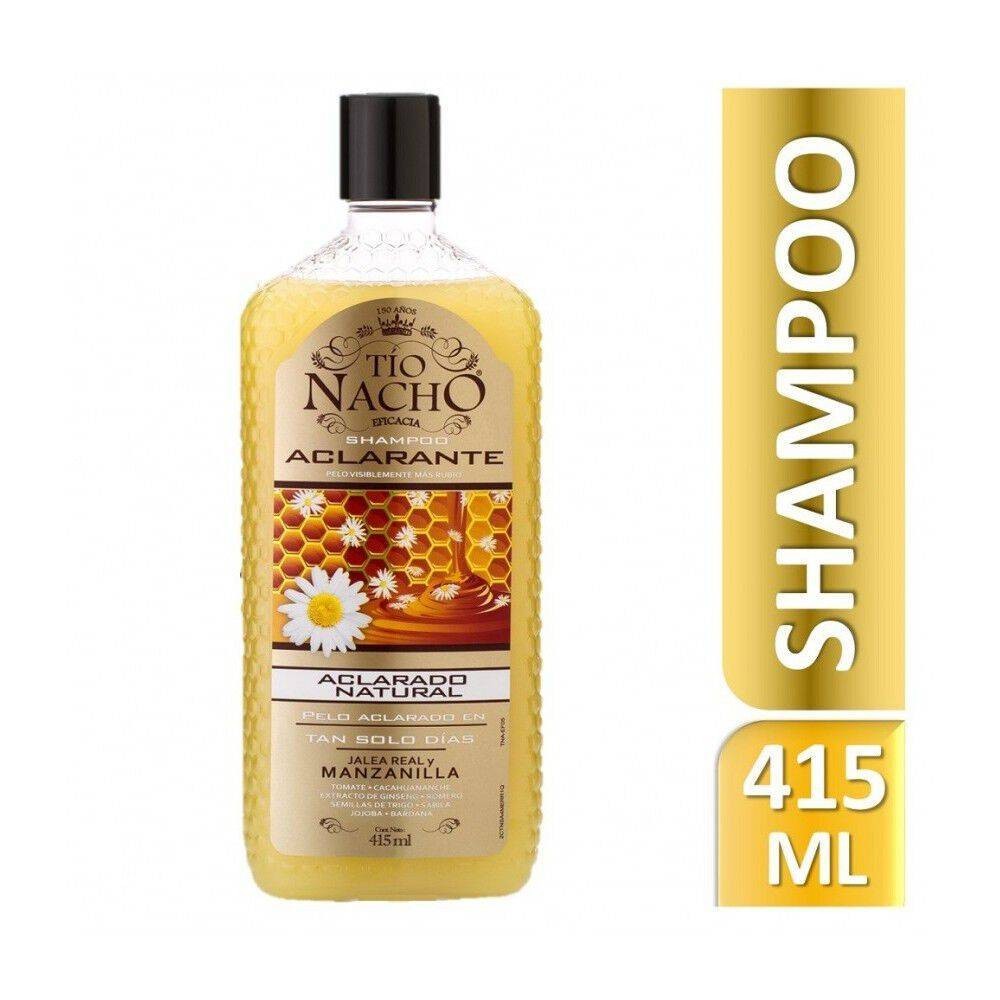 150 AÑOS
TÍO
NACHO®
EFICACIA
SHAMPOO
ACLARANTE
PELO VISIBLEMENTE MÁS RUBIO
ACLARADO
NATURAL
PELO ACLARADO EN
TAN SOLO DÍAS
JALEA REAL y
MANZANILLA
TOMATE • CACAHUANANCHE
EXTRACTO DE GINSENG • ROMERO
SEMILLAS DE TRIGO • SÁBILA
JOJOBA • BARDANA
Cont. Neto:
415 ml
TNA-EF05
SHAMPOO
415
ML